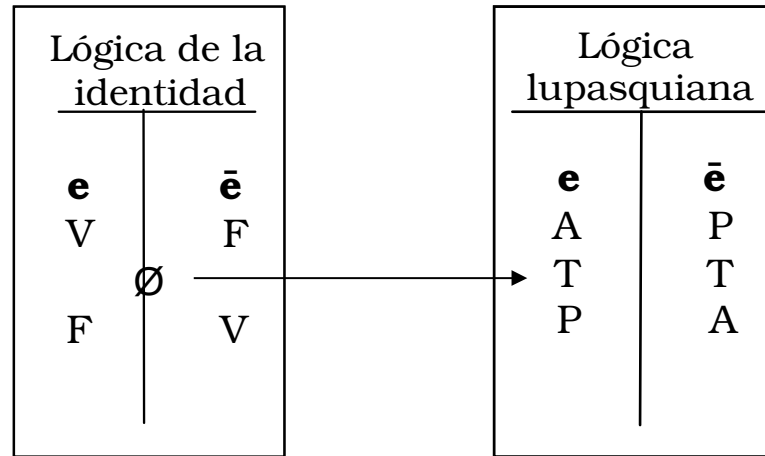 Lógica de la
identidad
e ē
V F
Ø
F V
Lógica
lupasquiana
e ē
A P
T T
P A